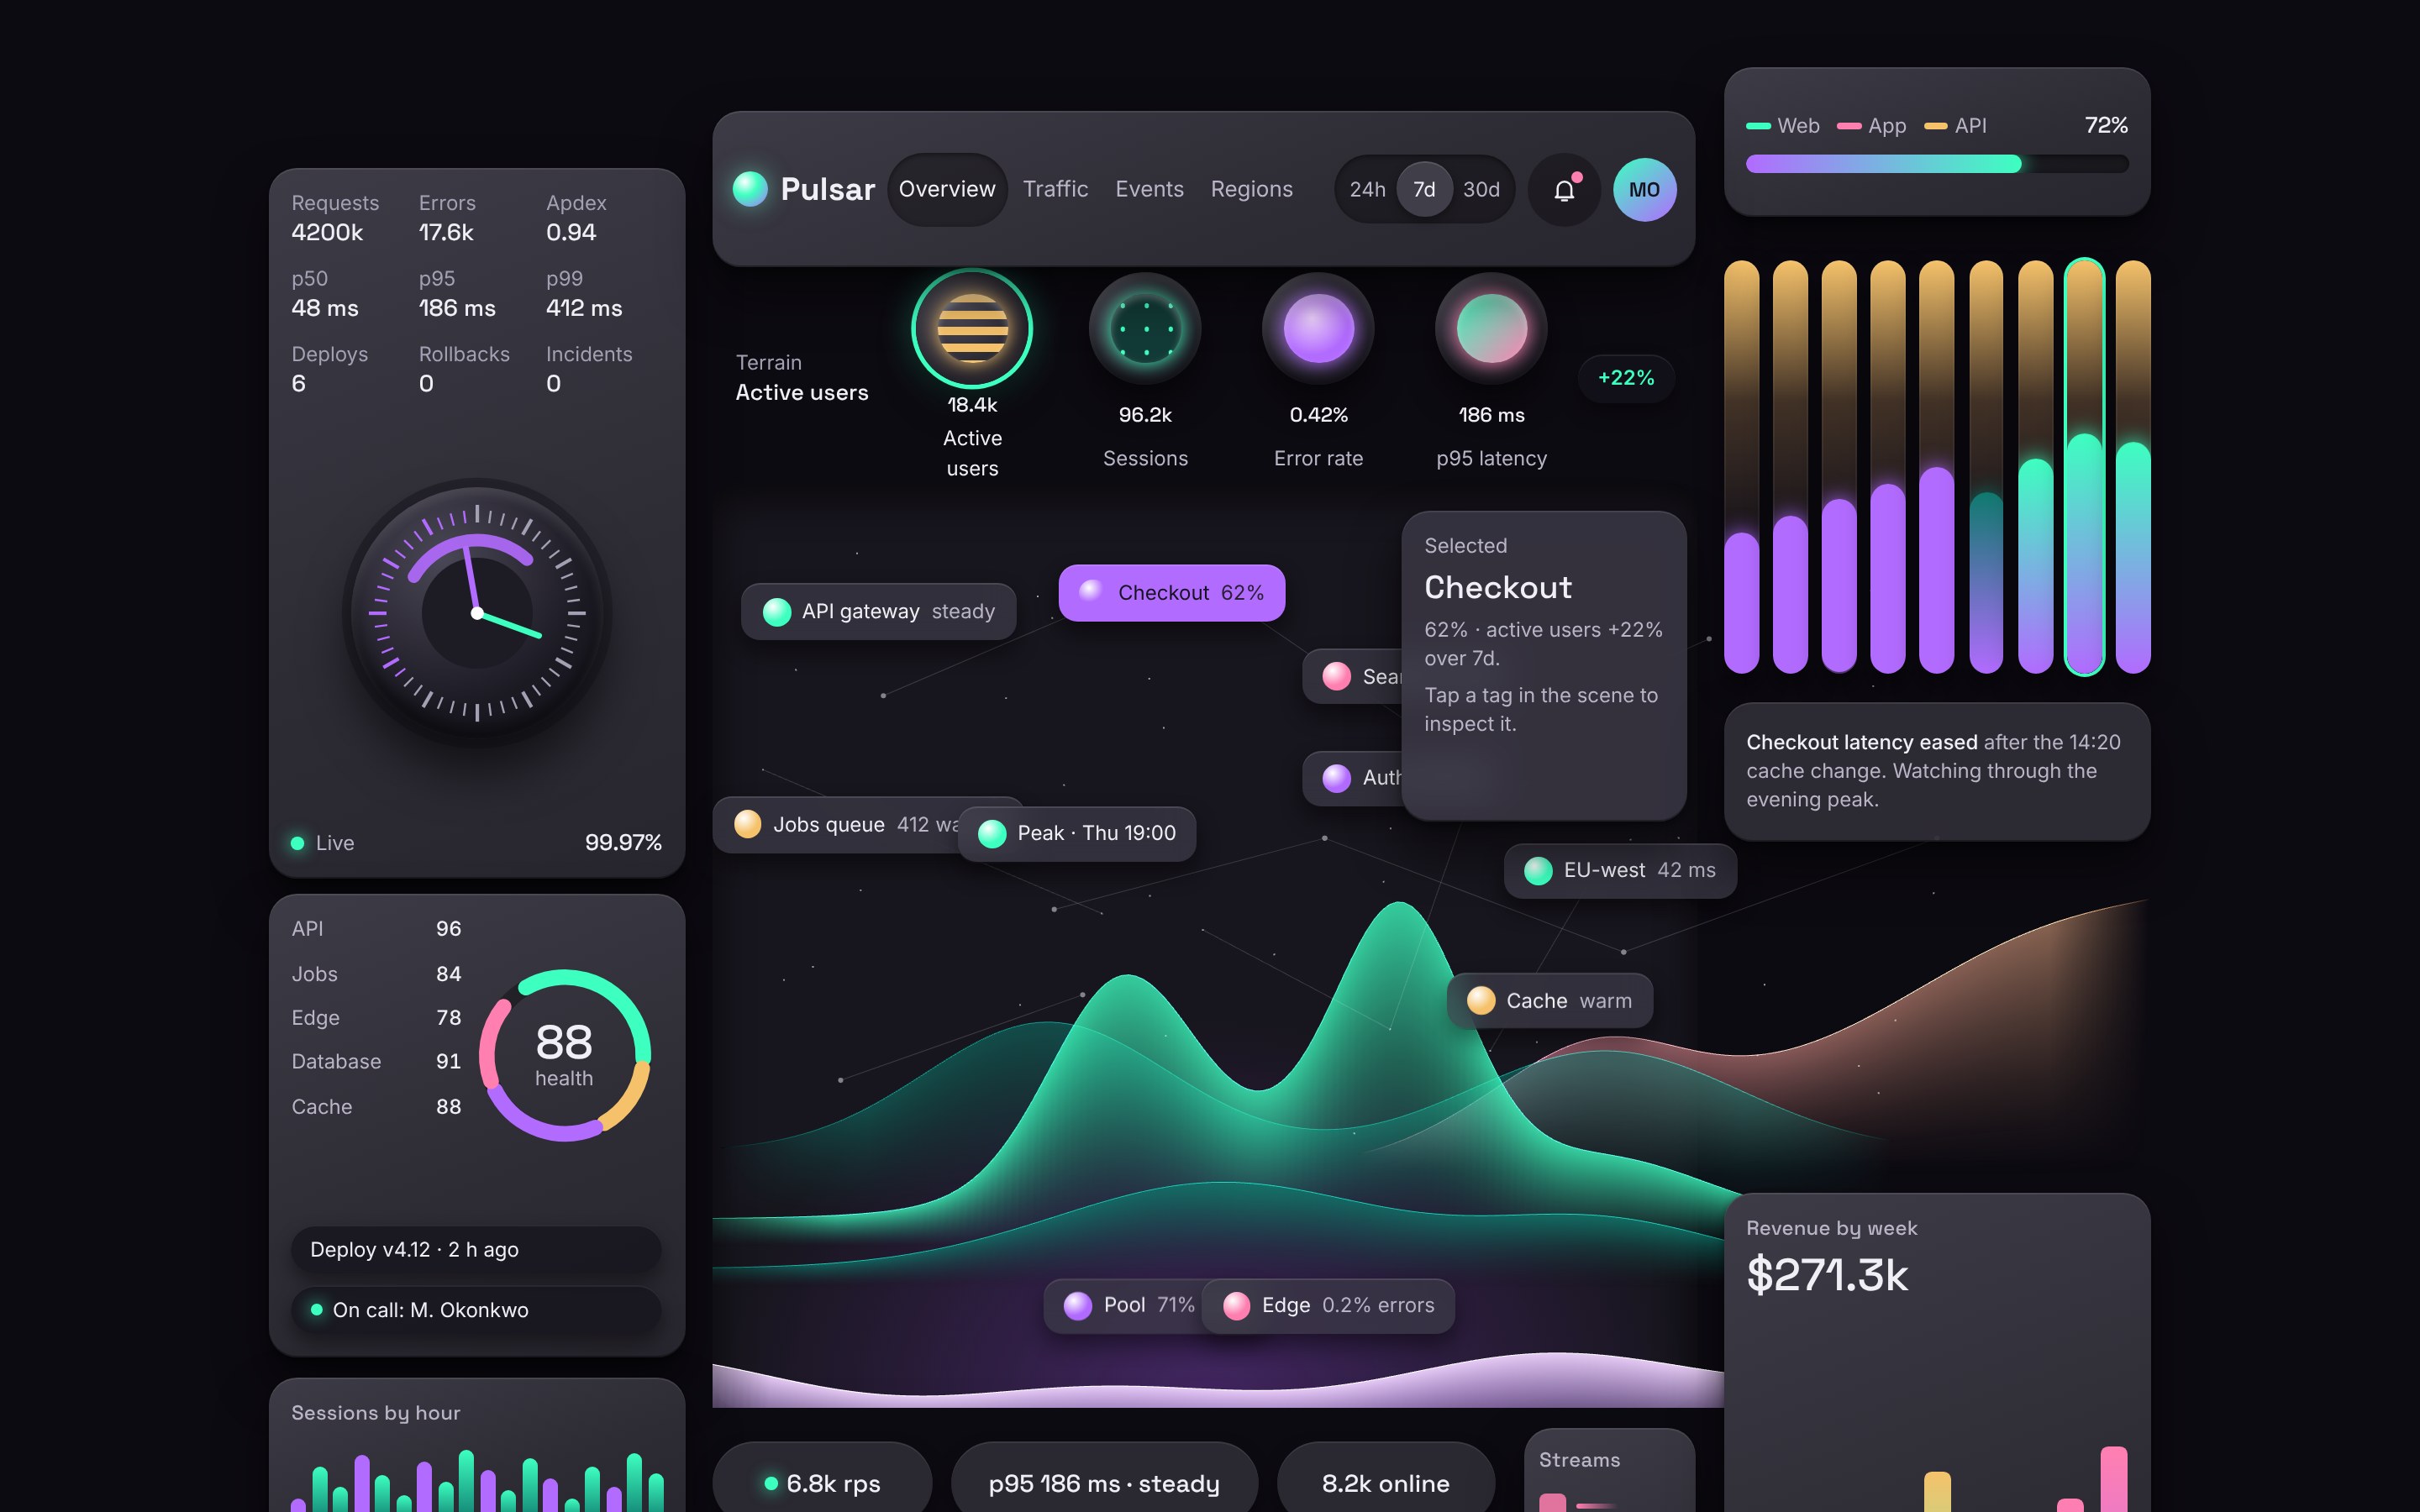 Requests Errors Apdex
4200k 17.6k 0.94
p50 p95 p99
48 ms 186 ms 412 ms
Deploys Rollbacks Incidents
6 0 0
Live 99.97%
API 96
Jobs 84
Edge 78
Database 91
Cache 88
88
health
Deploy v4.12 · 2 h ago
On call: M. Okonkwo
Sessions by hour
Pulsar Overview Traffic Events Regions 24h 7d 30d MO
Terrain
Active users
18.4k
Active
users
96.2k
Sessions
0.42%
Error rate
186 ms
p95 latency
+22%
API gateway steady
Checkout 62%
Selected
Checkout
62% · active users +22%
over 7d.
Tap a tag in the scene to
inspect it.
Jobs queue 412
Peak · Thu 19:00
EU-west 42 ms
Cache warm
Pool 71%
Edge 0.2% errors
6.8k rps
p95 186 ms · steady
8.2k online
Streams
Web App API 72%
Checkout latency eased after the 14:20
cache change. Watching through the
evening peak.
Revenue by week
$271.3k